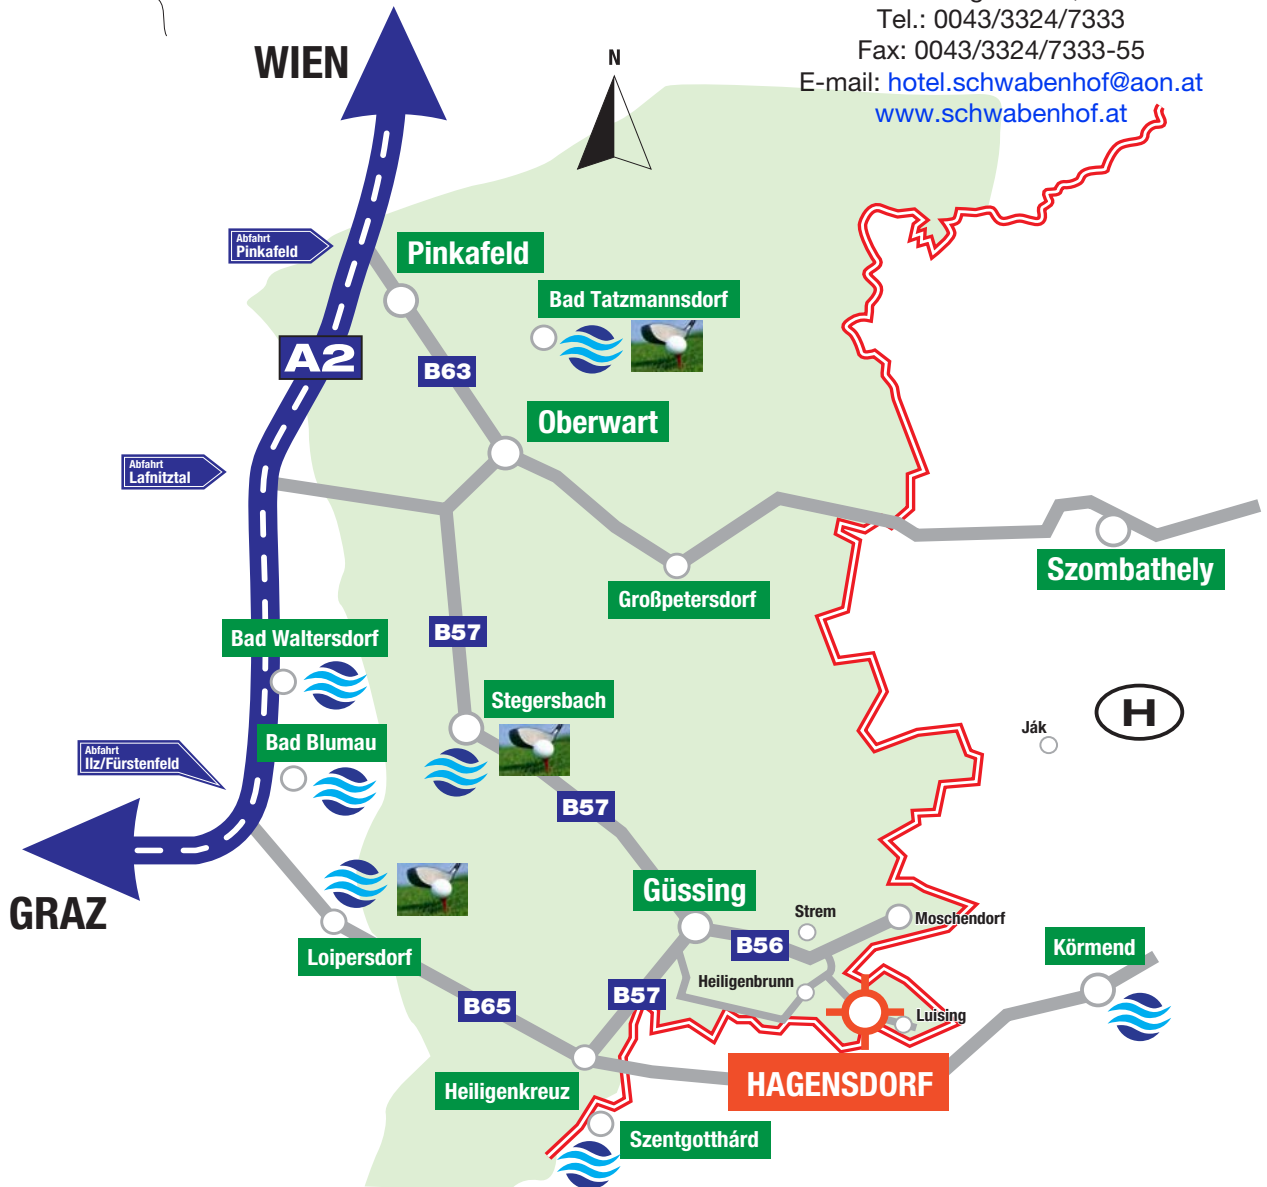 Tel.: 0043/3324/7333
Fax: 0043/3324/7333-55
E-mail: hotel.schwabenhof@aon.at
www.schwabenhof.at
WIEN
N
Abfahrt
Pinkafeld
Pinkafeld
Bad Tatzmannsdorf
A2
B63
Oberwart
Abfahrt
Lafnitztal
Szombathely
Großpetersdorf
B57
Bad Waltersdorf
Stegersbach
H
Ják
Bad Blumau
Abfahrt
Ilz/Fürstenfeld
B57
Güssing
GRAZ
Strem
Moschendorf
B56
Körmend
Loipersdorf
Heiligenbrunn
B57
B65
Luising
HAGENSDORF
Heiligenkreuz
Szentgotthárd